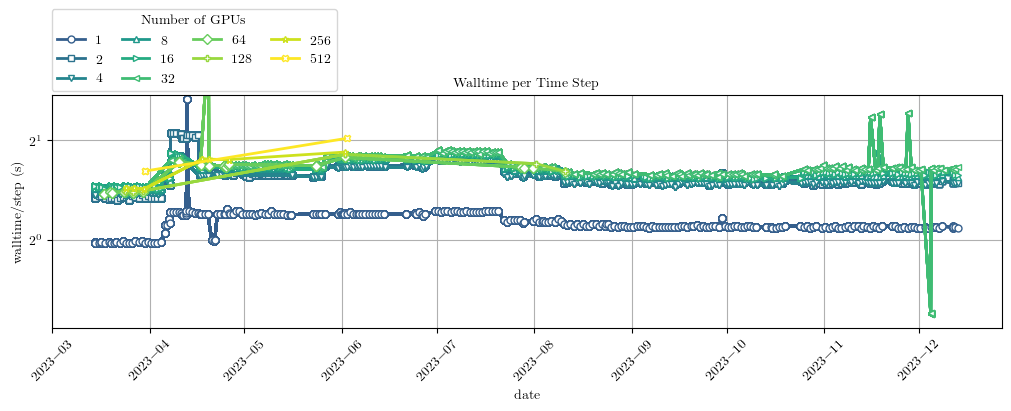 Number of GPUs
1 8 64 256
2 16 128 512
4 32
Walltime per Time Step
walltime/step (s)
2^1
2^0
2023−03 2023−04 2023−05 2023−06 2023−07 2023−08 2023−09 2023−10 2023−11 2023−12
date